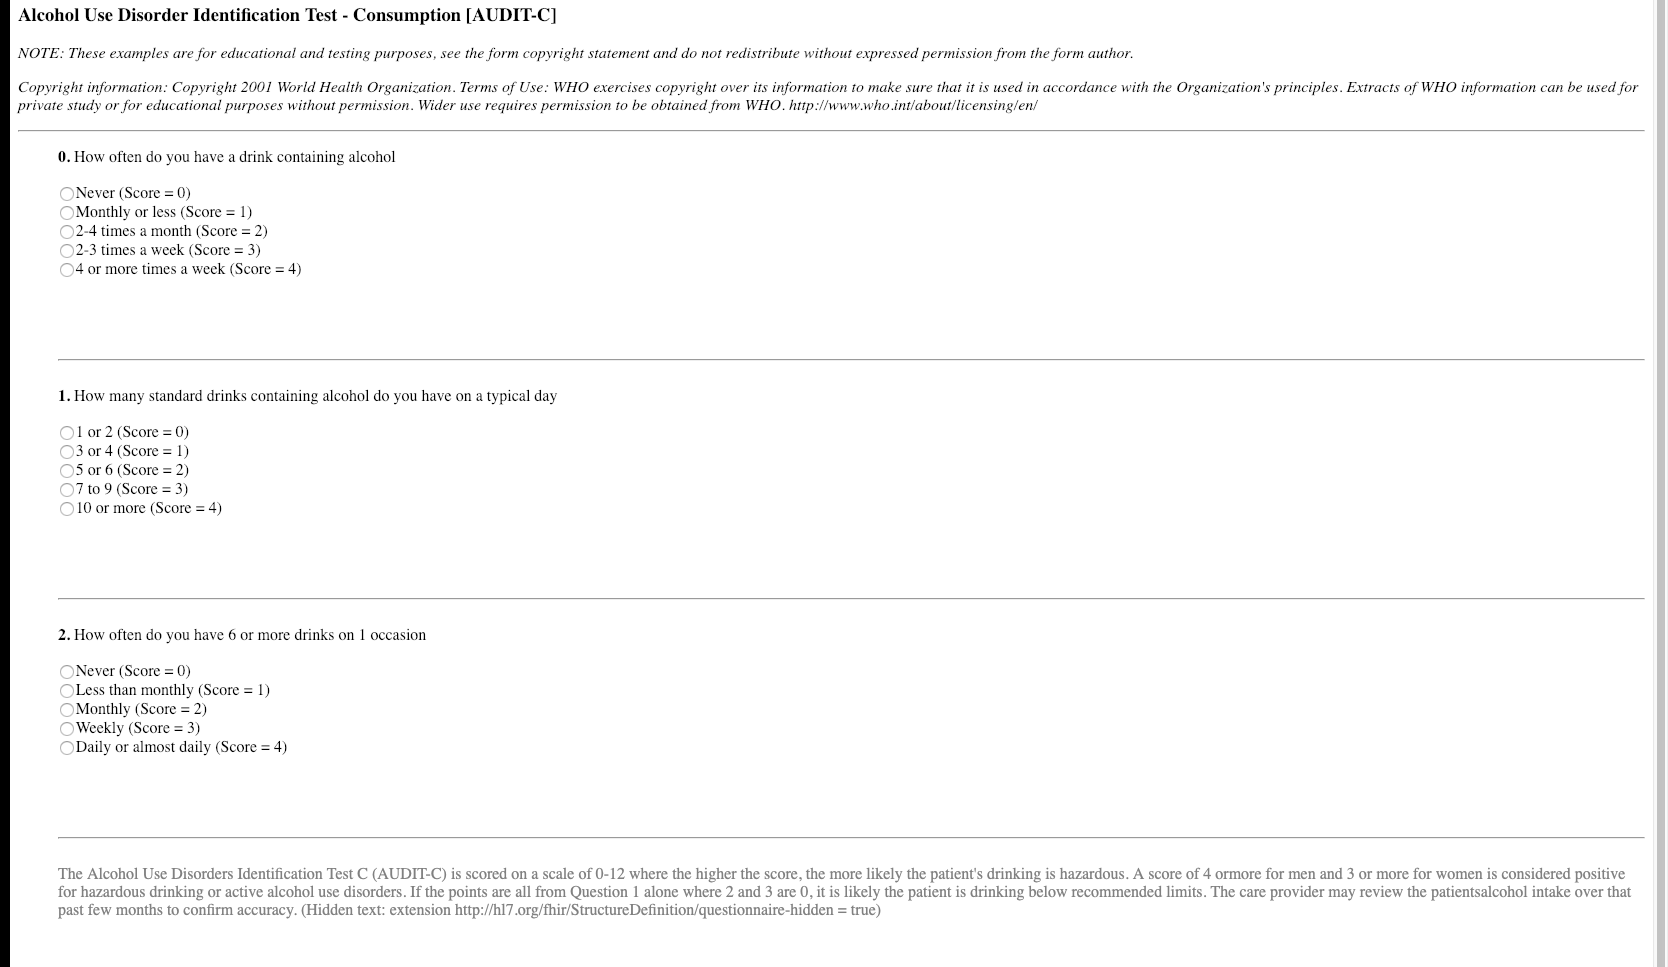 Alcohol Use Disorder Identification Test - Consumption [AUDIT-C]
NOTE: These examples are for educational and testing purposes, see the form copyright statement and do not redistribute without expressed permission from the form author.
Copyright information: Copyright 2001 World Health Organization. Terms of Use: WHO exercises copyright over its information to make sure that it is used in accordance with the Organization's principles. Extracts of WHO information can be used for
private study or for educational purposes without permission. Wider use requires permission to be obtained from WHO. http://www.who.int/about/licensing/en/
0. How often do you have a drink containing alcohol
Never (Score = 0)
Monthly or less (Score = 1)
2-4 times a month (Score = 2)
2-3 times a week (Score = 3)
4 or more times a week (Score = 4)
1. How many standard drinks containing alcohol do you have on a typical day
1 or 2 (Score = 0)
3 or 4 (Score = 1)
5 or 6 (Score = 2)
7 to 9 (Score = 3)
10 or more (Score = 4)
2. How often do you have 6 or more drinks on 1 occasion
Never (Score = 0)
Less than monthly (Score = 1)
Monthly (Score = 2)
Weekly (Score = 3)
Daily or almost daily (Score = 4)
The Alcohol Use Disorders Identification Test C (AUDIT-C) is scored on a scale of 0-12 where the higher the score, the more likely the patient's drinking is hazardous. A score of 4 ormore for men and 3 or more for women is considered positive
for hazardous drinking or active alcohol use disorders. If the points are all from Question 1 alone where 2 and 3 are 0, it is likely the patient is drinking below recommended limits. The care provider may review the patientsalcohol intake over that
past few months to confirm accuracy. (Hidden text: extension http://hl7.org/fhir/StructureDefinition/questionnaire-hidden = true)